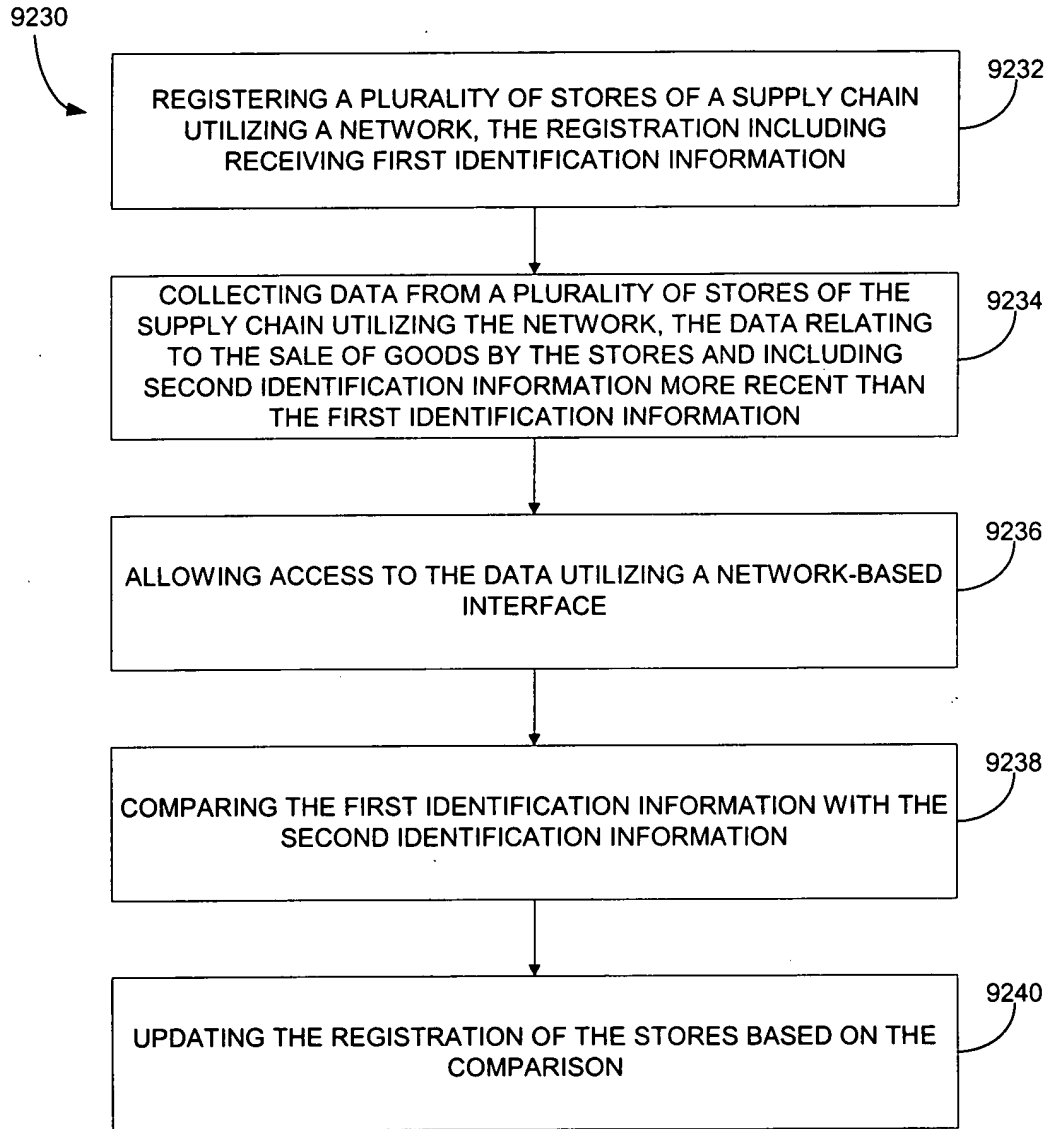 9230
9232
REGISTERING A PLURALITY OF STORES OF A SUPPLY CHAIN
UTILIZING A NETWORK, THE REGISTRATION INCLUDING
RECEIVING FIRST IDENTIFICATION INFORMATION
9234
COLLECTING DATA FROM A PLURALITY OF STORES OF THE
SUPPLY CHAIN UTILIZING THE NETWORK, THE DATA RELATING
TO THE SALE OF GOODS BY THE STORES AND INCLUDING
SECOND IDENTIFICATION INFORMATION MORE RECENT THAN
THE FIRST IDENTIFICATION INFORMATION
9236
ALLOWING ACCESS TO THE DATA UTILIZING A NETWORK-BASED
INTERFACE
9238
COMPARING THE FIRST IDENTIFICATION INFORMATION WITH THE
SECOND IDENTIFICATION INFORMATION
9240
UPDATING THE REGISTRATION OF THE STORES BASED ON THE
COMPARISON